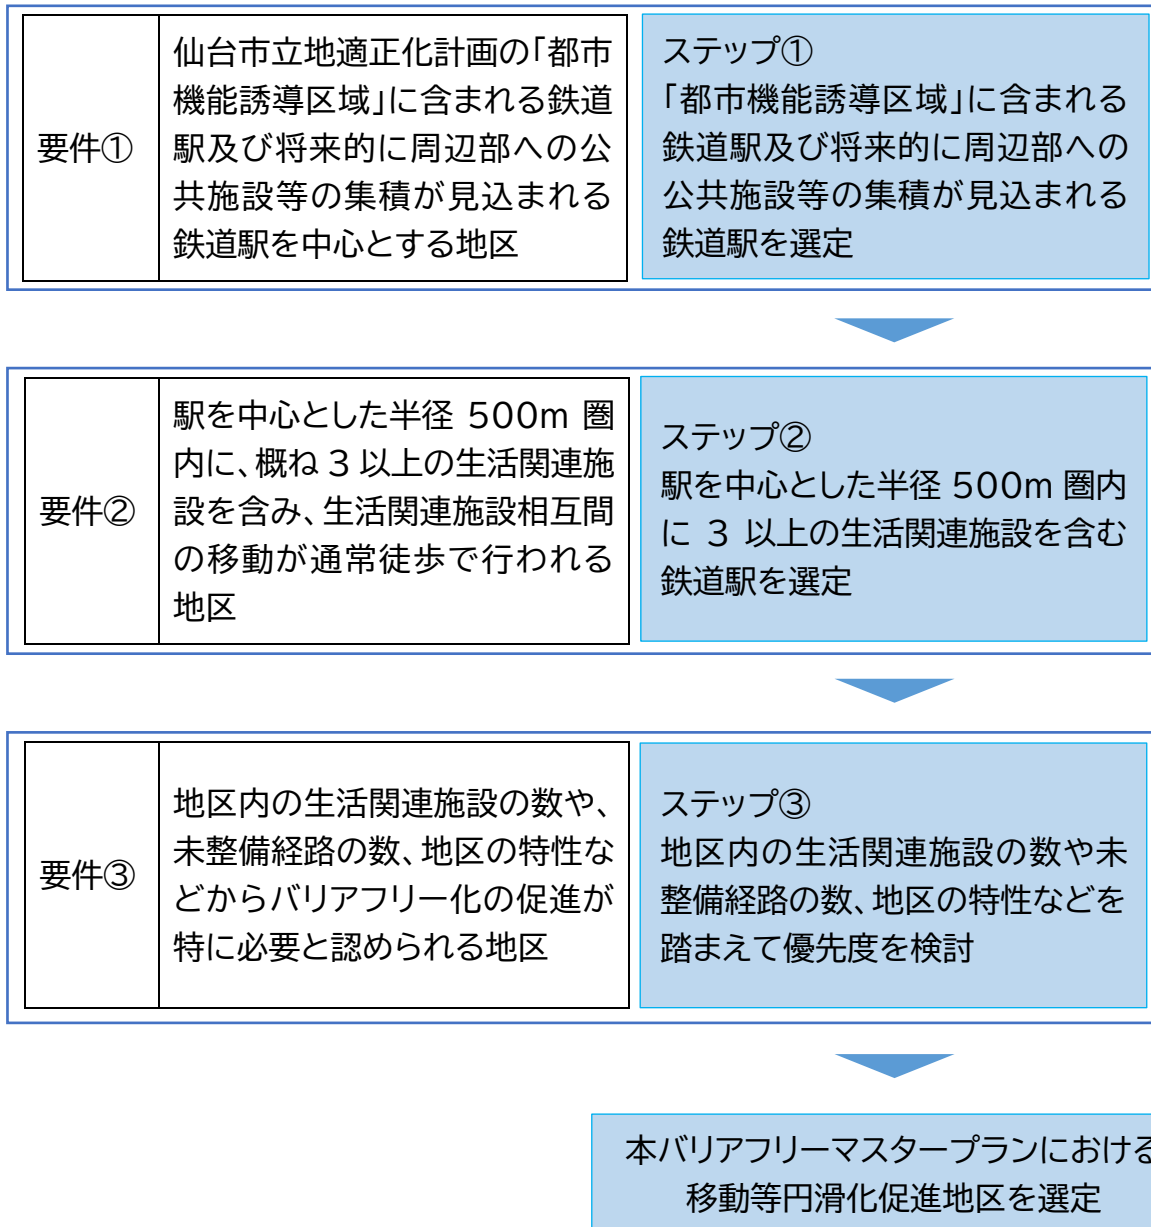 要件①
仙台市立地適正化計画の「都市
機能誘導区域」に含まれる鉄道
駅及び将来的に周辺部への公
共施設等の集積が見込まれる
鉄道駅を中心とする地区
ステップ①
「都市機能誘導区域」に含まれる
鉄道駅及び将来的に周辺部への
公共施設等の集積が見込まれる
鉄道駅を選定
要件②
駅を中心とした半径 500m 圏
内に、概ね 3 以上の生活関連施
設を含み、生活関連施設相互間
の移動が通常徒歩で行われる
地区
ステップ②
駅を中心とした半径 500m 圏内
に 3 以上の生活関連施設を含む
鉄道駅を選定
要件③
地区内の生活関連施設の数や、
未整備経路の数、地区の特性な
どからバリアフリー化の促進が
特に必要と認められる地区
ステップ③
地区内の生活関連施設の数や未
整備経路の数、地区の特性などを
踏まえて優先度を検討
本バリアフリーマスタープランにおける
移動等円滑化促進地区を選定